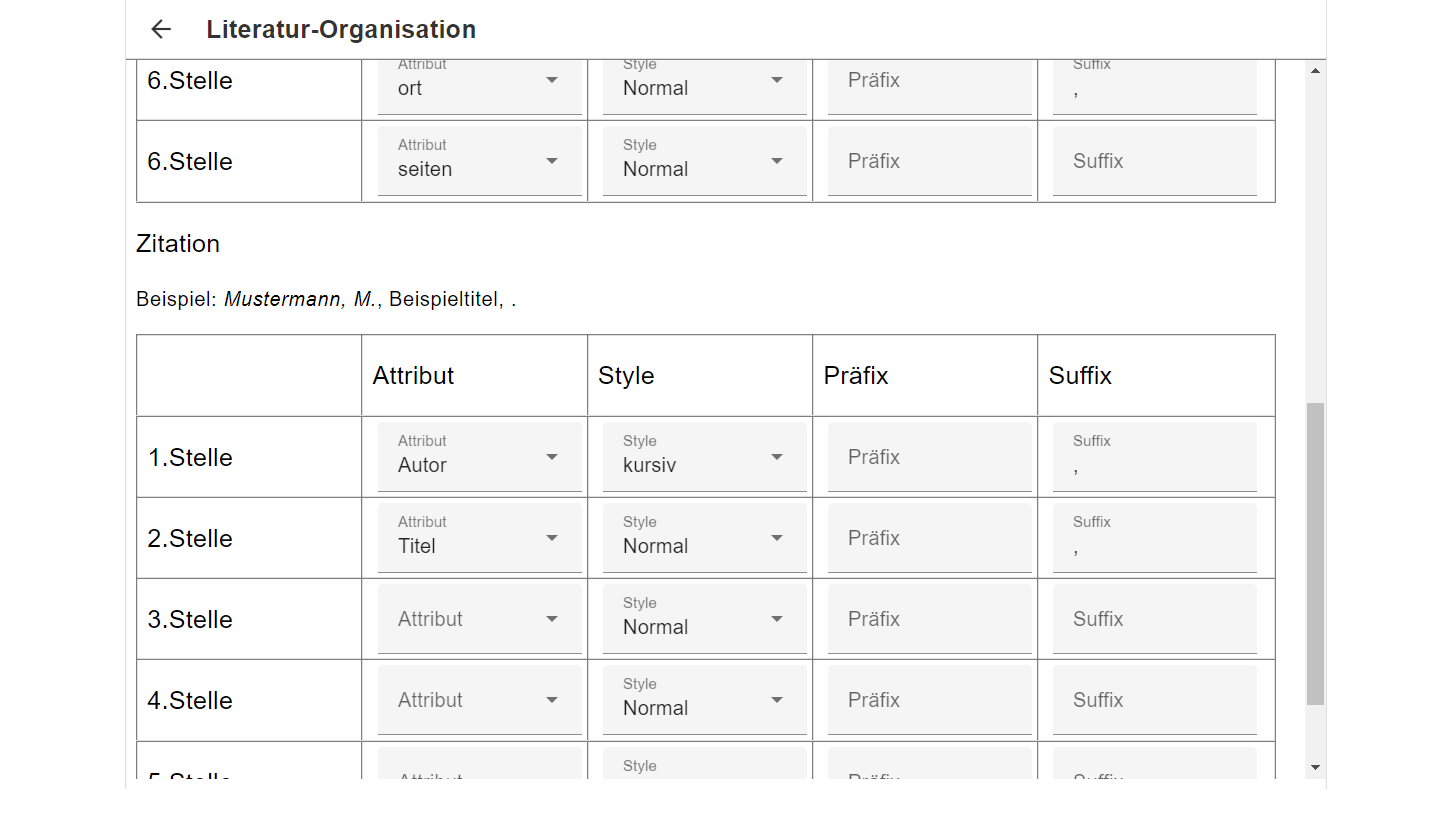 Literatur-Organisation
Attribut Style Suffix
6.Stelle ort Normal Präfix ,
Attribut Style
6.Stelle seiten Normal Präfix Suffix
Zitation
Beispiel: Mustermann, M., Beispieltitel, .
Attribut Style Präfix Suffix
Attribut Style Suffix
1.Stelle Autor kursiv Präfix ,
Attribut Style Suffix
2.Stelle Titel Normal Präfix ,
Style
3.Stelle Attribut Normal Präfix Suffix
Style
4.Stelle Attribut Normal Präfix Suffix
Style
5.Stelle Attribut Präfix Suffix